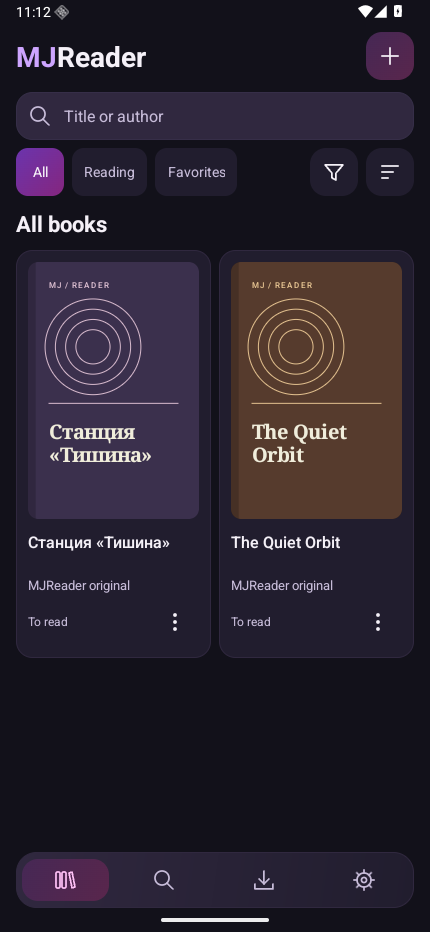 11:12
MJReader
Title or author
All
Reading
Favorites
All books
MJ / READER
Станция
«Тишина»
Станция «Тишина»
MJReader original
To read
MJ / READER
The Quiet
Orbit
The Quiet Orbit
MJReader original
To read